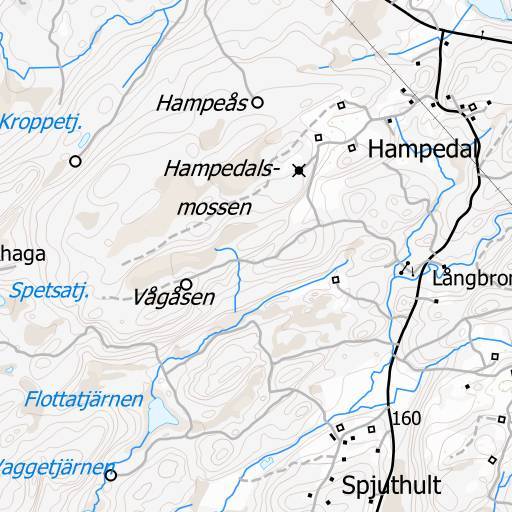 Hampeås
Kroppetj.
Hampedal
Hampedals-
mossen
haga
Långbron
Spetsatj.
Vågåsen
Flottatjärnen
160
Vaggetjärnen
Spjuthult